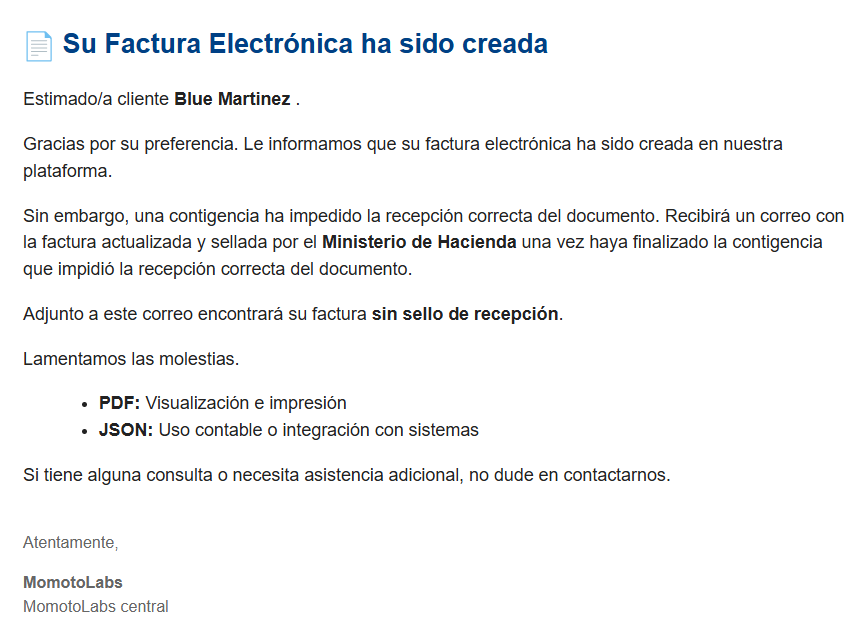 Su Factura Electrónica ha sido creada
Estimado/a cliente Blue Martinez .
Gracias por su preferencia. Le informamos que su factura electrónica ha sido creada en nuestra
plataforma.
Sin embargo, una contigencia ha impedido la recepción correcta del documento. Recibirá un correo con
la factura actualizada y sellada por el Ministerio de Hacienda una vez haya finalizado la contigencia
que impidió la recepción correcta del documento.
Adjunto a este correo encontrará su factura sin sello de recepción.
Lamentamos las molestias.
• PDF: Visualización e impresión
• JSON: Uso contable o integración con sistemas
Si tiene alguna consulta o necesita asistencia adicional, no dude en contactarnos.
Atentamente,
MomotoLabs
MomotoLabs central